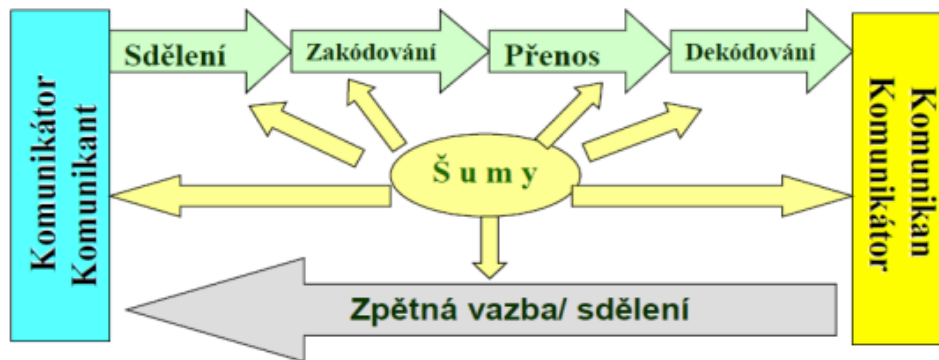 Komunikátor
Komunikant
Sdělení
Zakódování
Přenos
Dekódování
Komunikan
Komunikátor
Šumy
Zpětná vazba/ sdělení